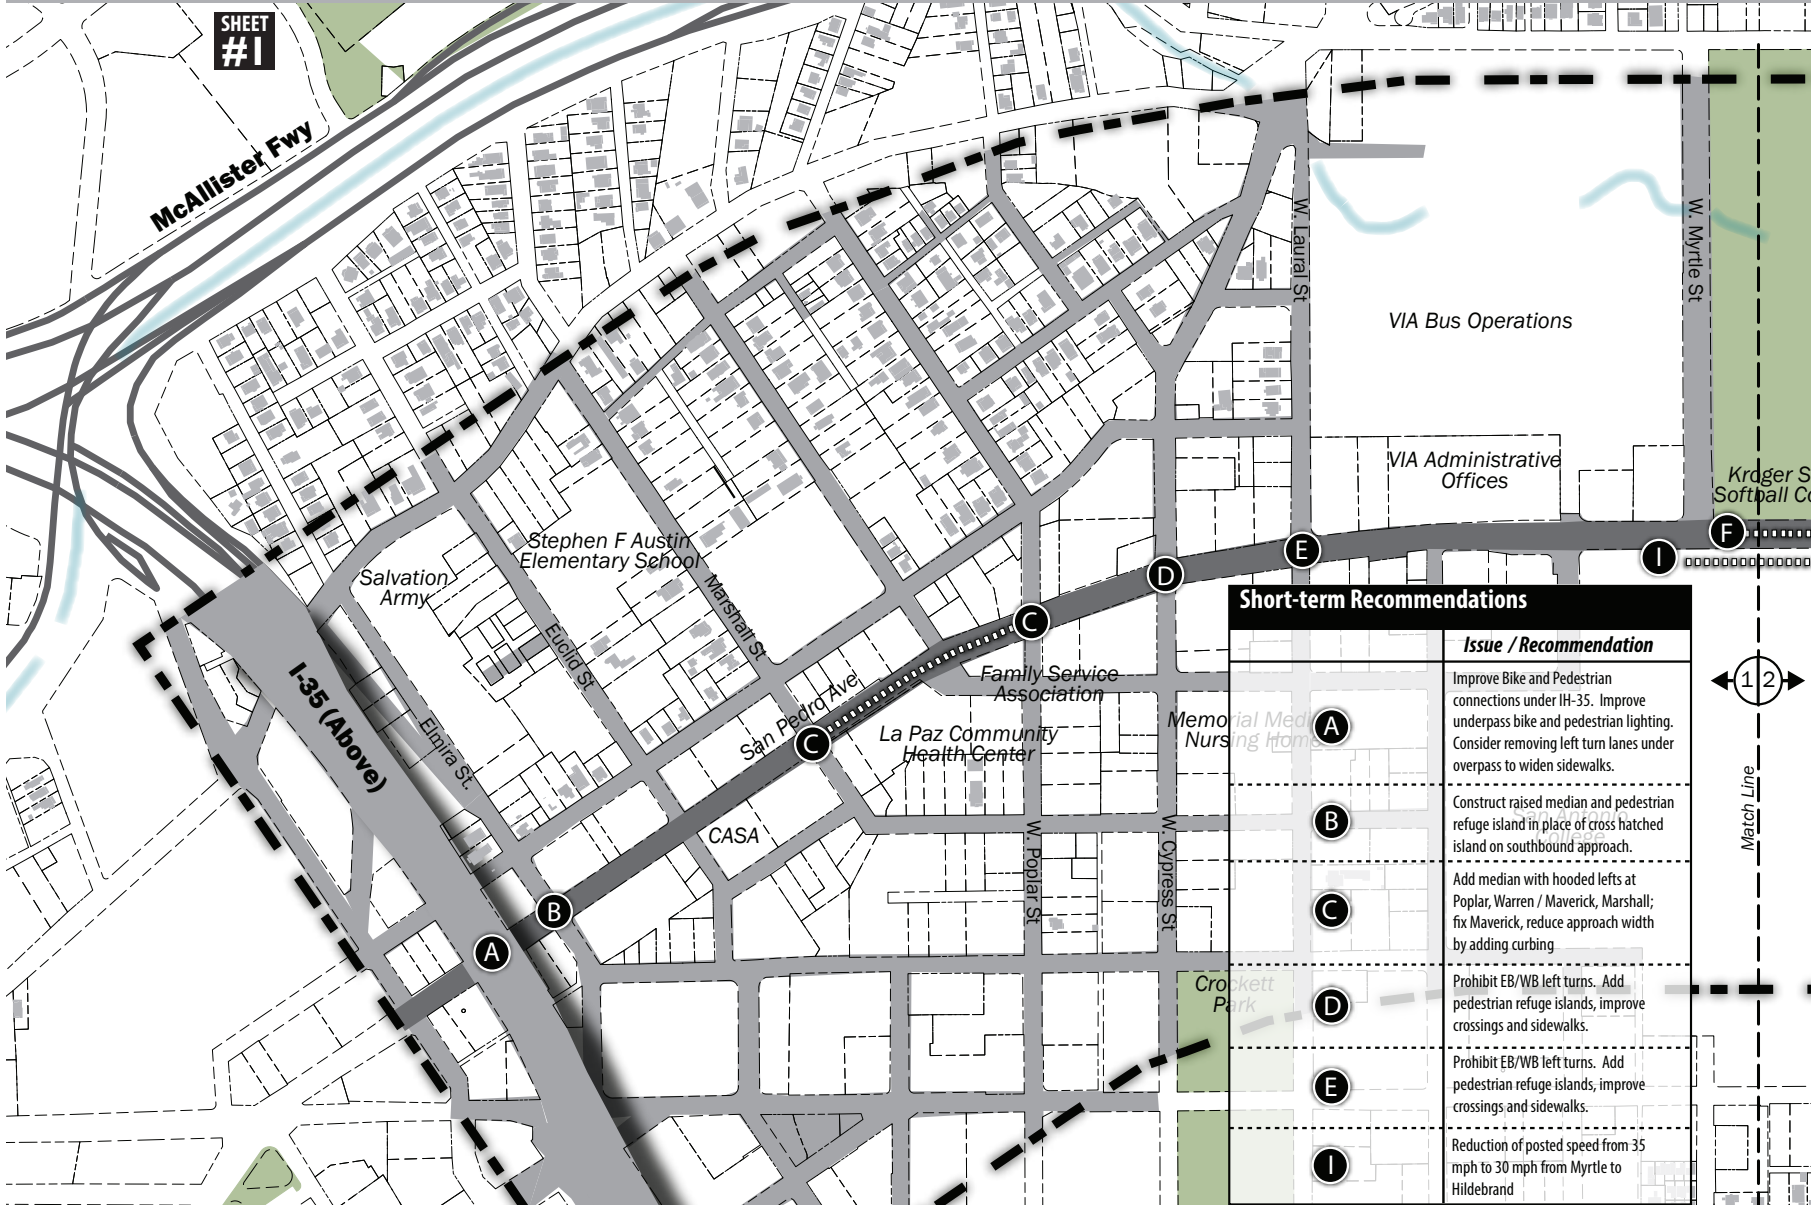 SHEET
#1
McAllister Fwy
W. Laural St
W. Myrtle St
VIA Bus Operations
VIA Administrative
Offices
Kroger S
Softball Co
Stephen F Austin
Elementary School
Salvation
Army
Marshall St
Euclid St
Elmira St.
I-35 (Above)
San Pedro Ave
Family Service
Association
La Paz Community
Health Center
Memorial Med
Nursing Home
CASA
W. Poplar St
W. Cypress St
Crockett
Park
San Antonio
College
A
B
C
C
D
E
F
I
1 2
Match Line
Short-term Recommendations
Issue / Recommendation
A
Improve Bike and Pedestrian
connections under IH-35. Improve
underpass bike and pedestrian lighting.
Consider removing left turn lanes under
overpass to widen sidewalks.
B
Construct raised median and pedestrian
refuge island in place of cross hatched
island on southbound approach.
C
Add median with hooded lefts at
Poplar, Warren / Maverick, Marshall;
fix Maverick, reduce approach width
by adding curbing
D
Prohibit EB/WB left turns. Add
pedestrian refuge islands, improve
crossings and sidewalks.
E
Prohibit EB/WB left turns. Add
pedestrian refuge islands, improve
crossings and sidewalks.
I
Reduction of posted speed from 35
mph to 30 mph from Myrtle to
Hildebrand